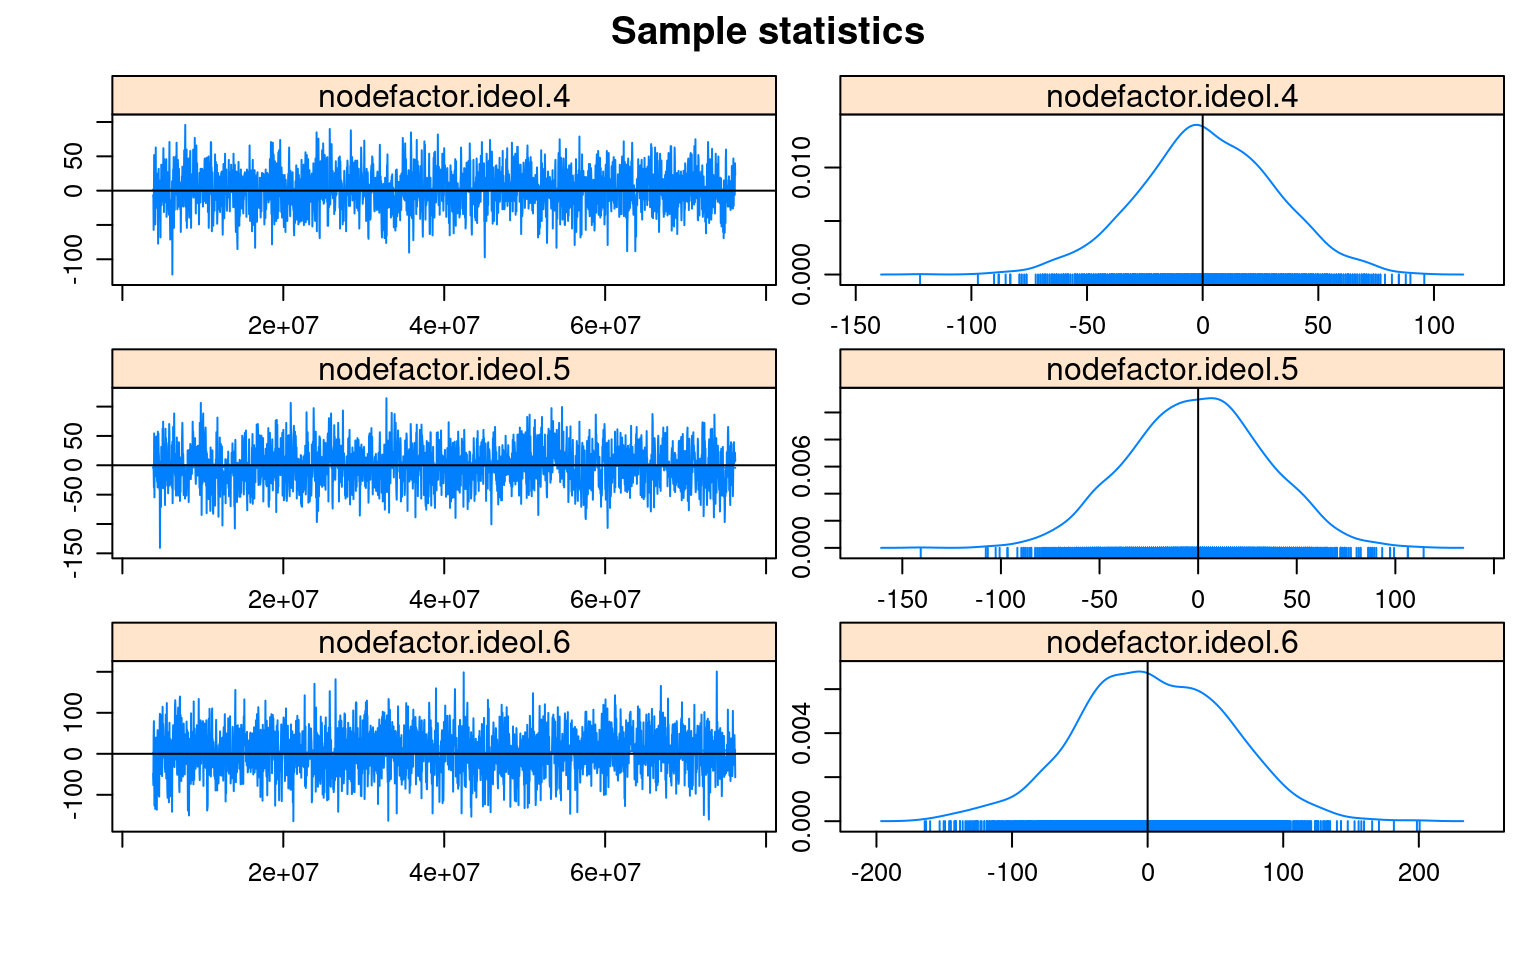 Sample statistics
nodefactor.ideol.4
nodefactor.ideol.4
-100 0 50
2e+07 4e+07 6e+07
0.000 0.010
-150 -100 -50 0 50 100
nodefactor.ideol.5
nodefactor.ideol.5
-150 -50 0 50
2e+07 4e+07 6e+07
0.000 0.006
-150 -100 -50 0 50 100
nodefactor.ideol.6
nodefactor.ideol.6
-100 0 100
2e+07 4e+07 6e+07
0.000 0.004
-200 -100 0 100 200